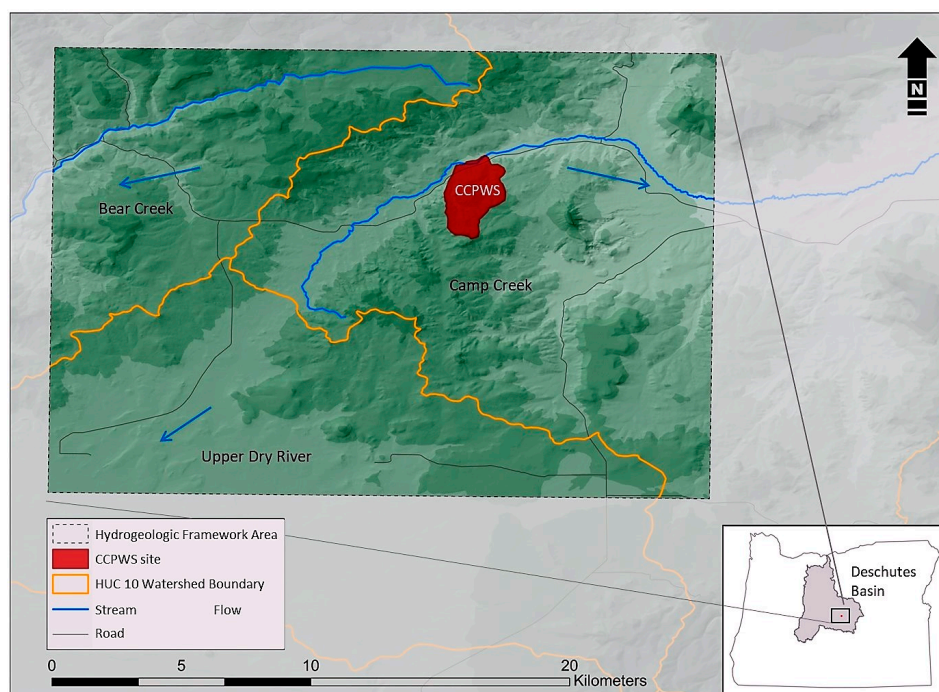 N
CCPWS
Bear Creek
Camp Creek
Upper Dry River
Hydrogeologic Framework Area
CCPWS site
HUC 10 Watershed Boundary
Stream Flow
Road
Deschutes
Basin
0 5 10 20
Kilometers